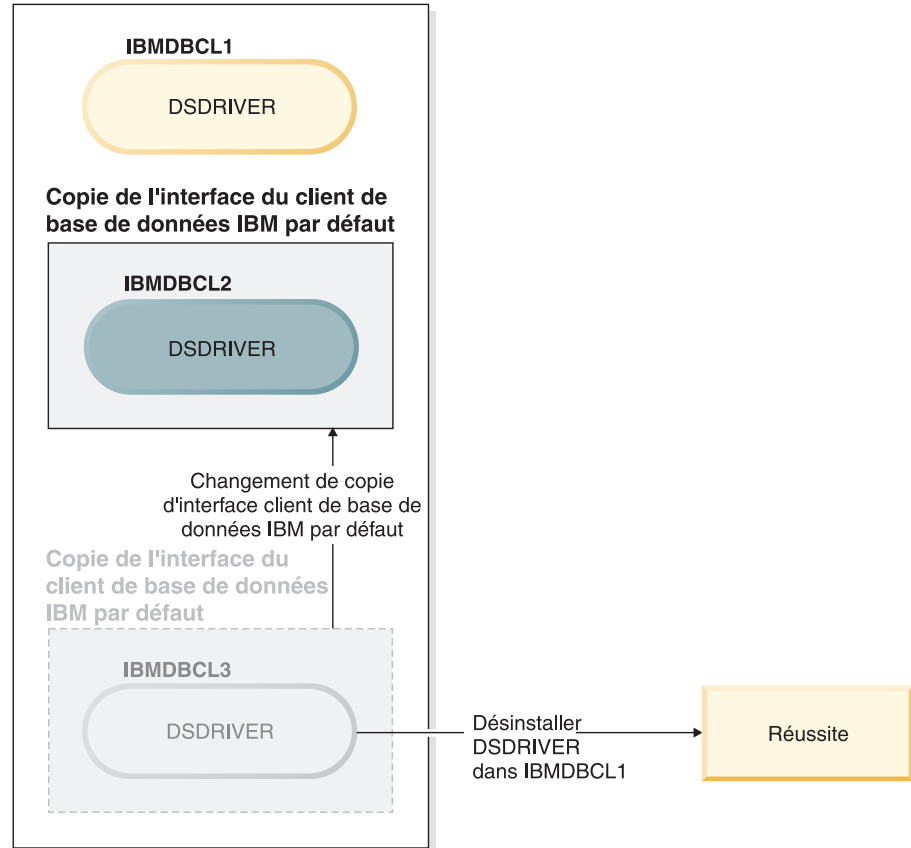 IBMDBCL1
DSDRIVER
Copie de l'interface du client de
base de données IBM par défaut
IBMDBCL2
DSDRIVER
Changement de copie
d'interface client de base de
données IBM par défaut
Copie de l'interface du
client de base de données
IBM par défaut
IBMDBCL3
DSDRIVER
Désinstaller
DSDRIVER
dans IBMDBCL1
Réussite